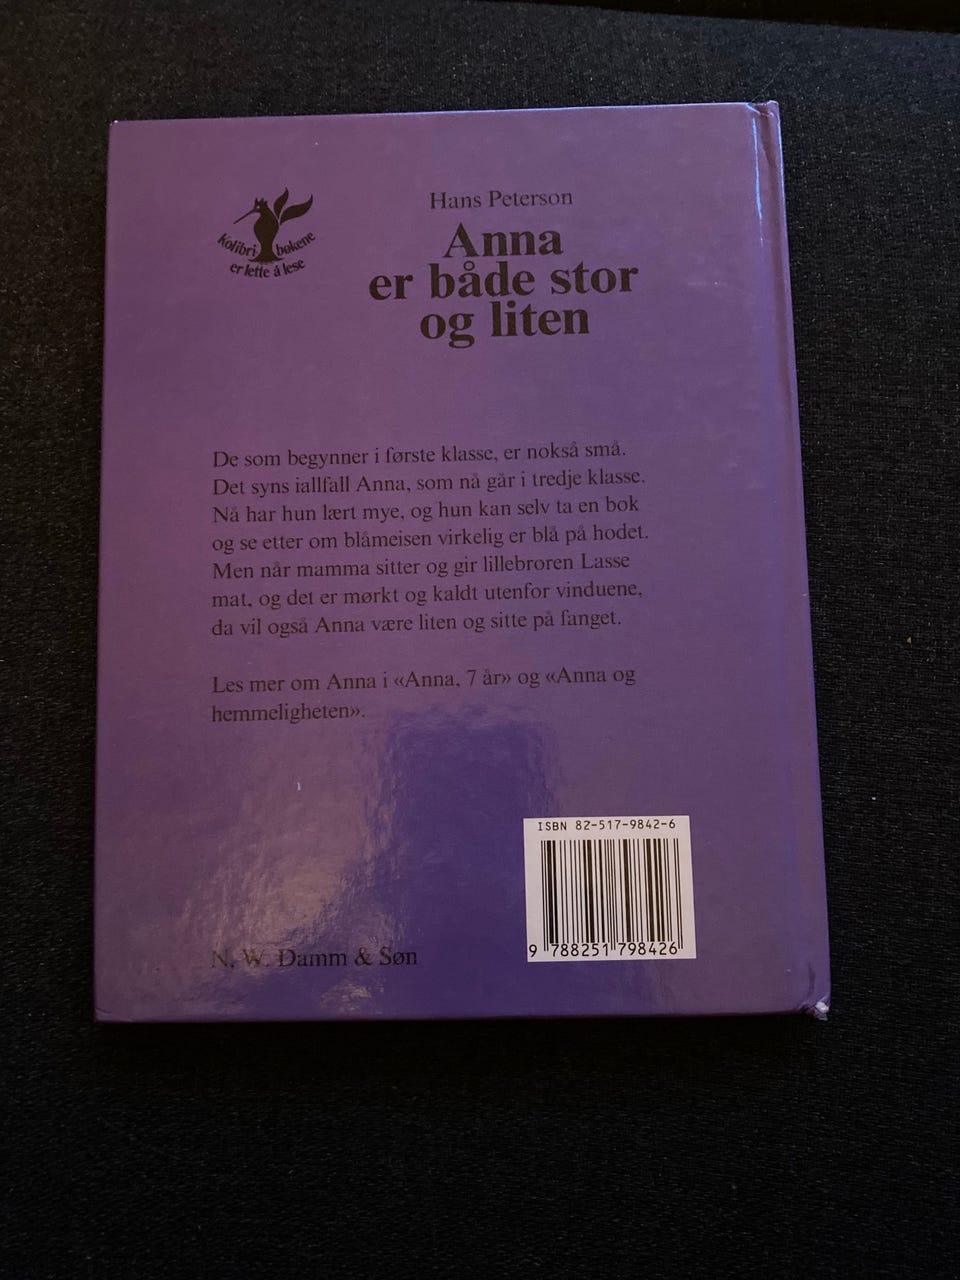 Kolibri
bøkene
er lette å lese
Hans Peterson
Anna
er både stor
og liten
De som begynner i første klasse, er nokså små.
Det syns iallfall Anna, som nå går i tredje klasse.
Nå har hun lært mye, og hun kan selv ta en bok
og se etter om blåmeisen virkelig er blå på hodet.
Men når mamma sitter og gir lillebroren Lasse
mat, og det er mørkt og kaldt utenfor vinduene,
da vil også Anna være liten og sitte på fanget.
Les mer om Anna i «Anna, 7 år» og «Anna og
hemmeligheten».
ISBN 82-517-9842-6
9 788251 798426
N. W. Damm & Søn